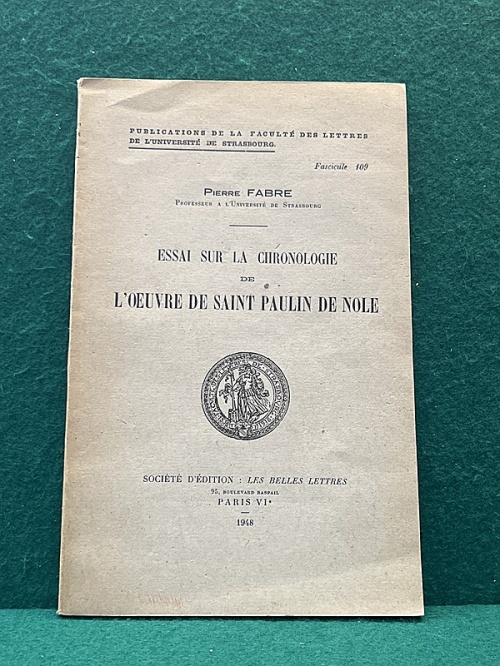 PUBLICATIONS DE LA FACULTÉ DES LETTRES
DE L'UNIVERSITÉ DE STRASBOURG.
Fascicule 109
PIERRE FABRE
PROFESSEUR A L'UNIVERSITÉ DE STRASBOURG
ESSAI SUR LA CHRONOLOGIE
DE
L'ŒUVRE DE SAINT PAULIN DE NOLE
SOCIÉTÉ D'ÉDITION : LES BELLES LETTRES
95, BOULEVARD RASPAIL
PARIS VIe
1948